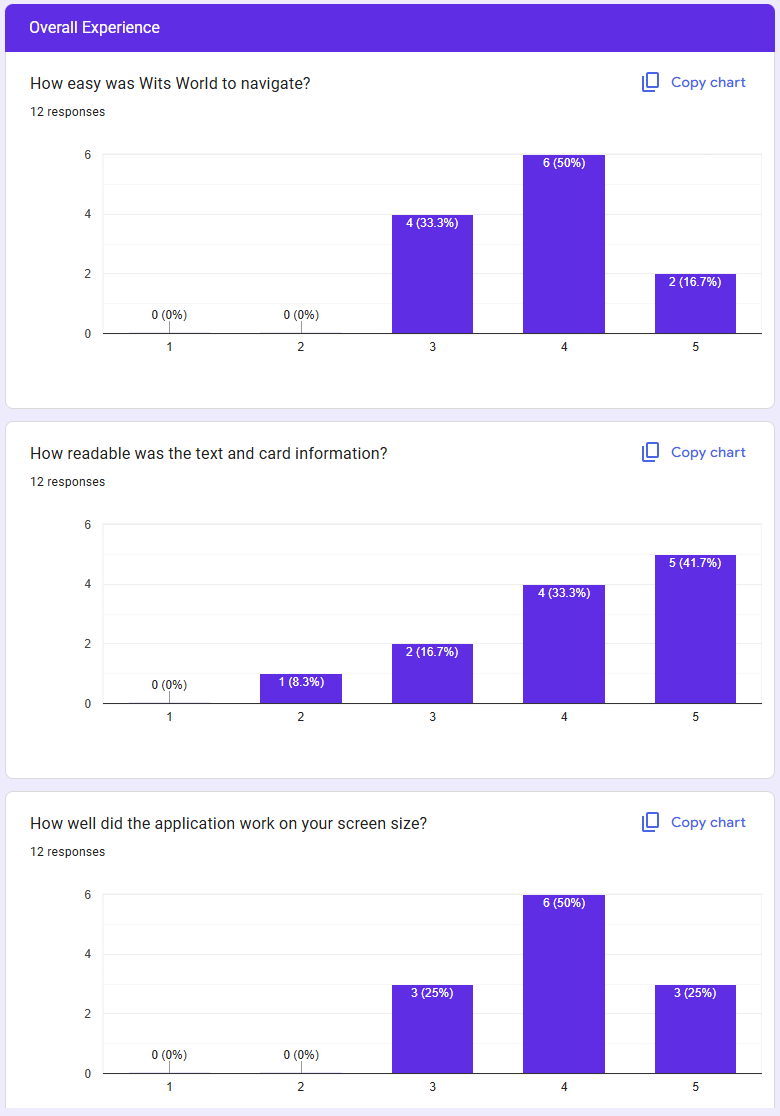 Overall Experience
How easy was Wits World to navigate?
Copy chart
12 responses
6
4
2
0
0 (0%)
0 (0%)
4 (33.3%)
6 (50%)
2 (16.7%)
1 2 3 4 5
How readable was the text and card information?
Copy chart
12 responses
6
4
2
0
0 (0%)
1 (8.3%)
2 (16.7%)
4 (33.3%)
5 (41.7%)
1 2 3 4 5
How well did the application work on your screen size?
Copy chart
12 responses
6
4
2
0
0 (0%)
0 (0%)
3 (25%)
6 (50%)
3 (25%)
1 2 3 4 5